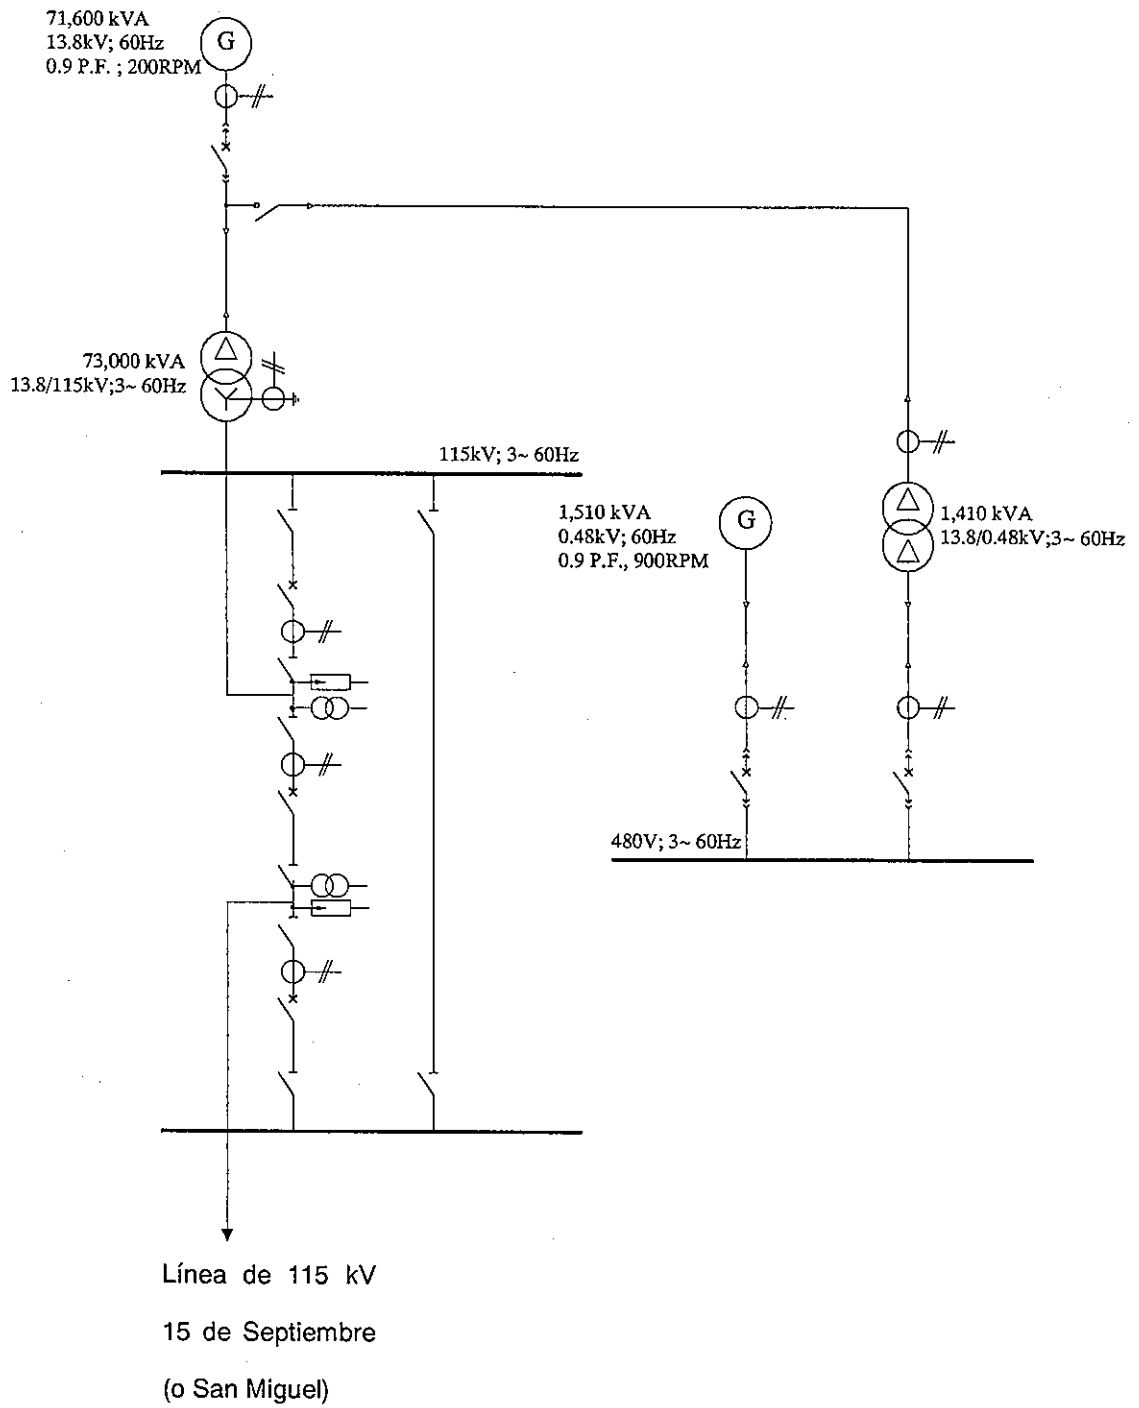 71,600 kVA
13.8kV; 60Hz
0.9 P.F. ; 200RPM
G
73,000 kVA
13.8/115kV;3~ 60Hz
115kV; 3~ 60Hz
1,510 kVA
0.48kV; 60Hz
0.9 P.F., 900RPM
G
1,410 kVA
13.8/0.48kV;3~ 60Hz
480V; 3~ 60Hz
Línea de 115 kV
15 de Septiembre
(o San Miguel)